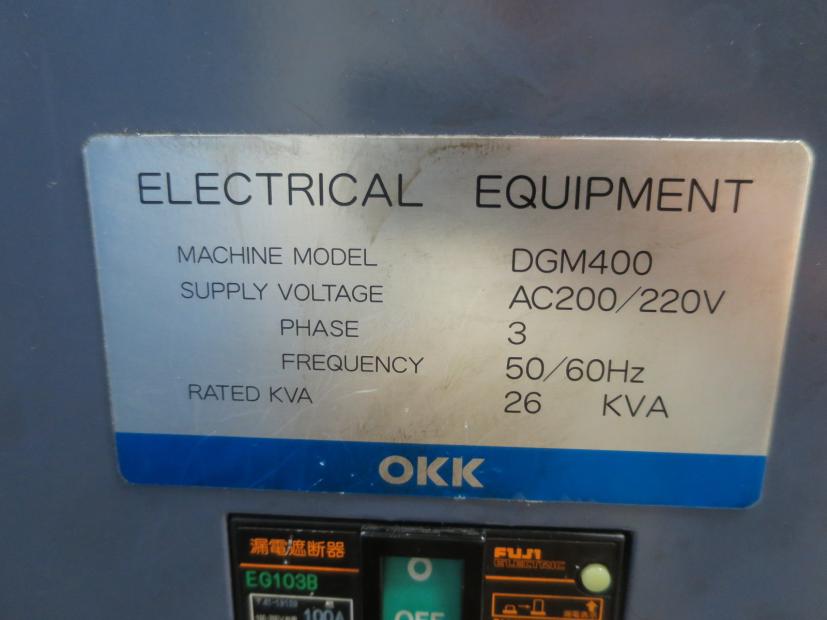 ELECTRICAL EQUIPMENT
MACHINE MODEL DGM400
SUPPLY VOLTAGE AC200/220V
PHASE 3
FREQUENCY 50/60Hz
RATED KVA 26 KVA
OKK
漏電遮断器
EG103B
100A
O
OFF
FUJI
ELECTRIC